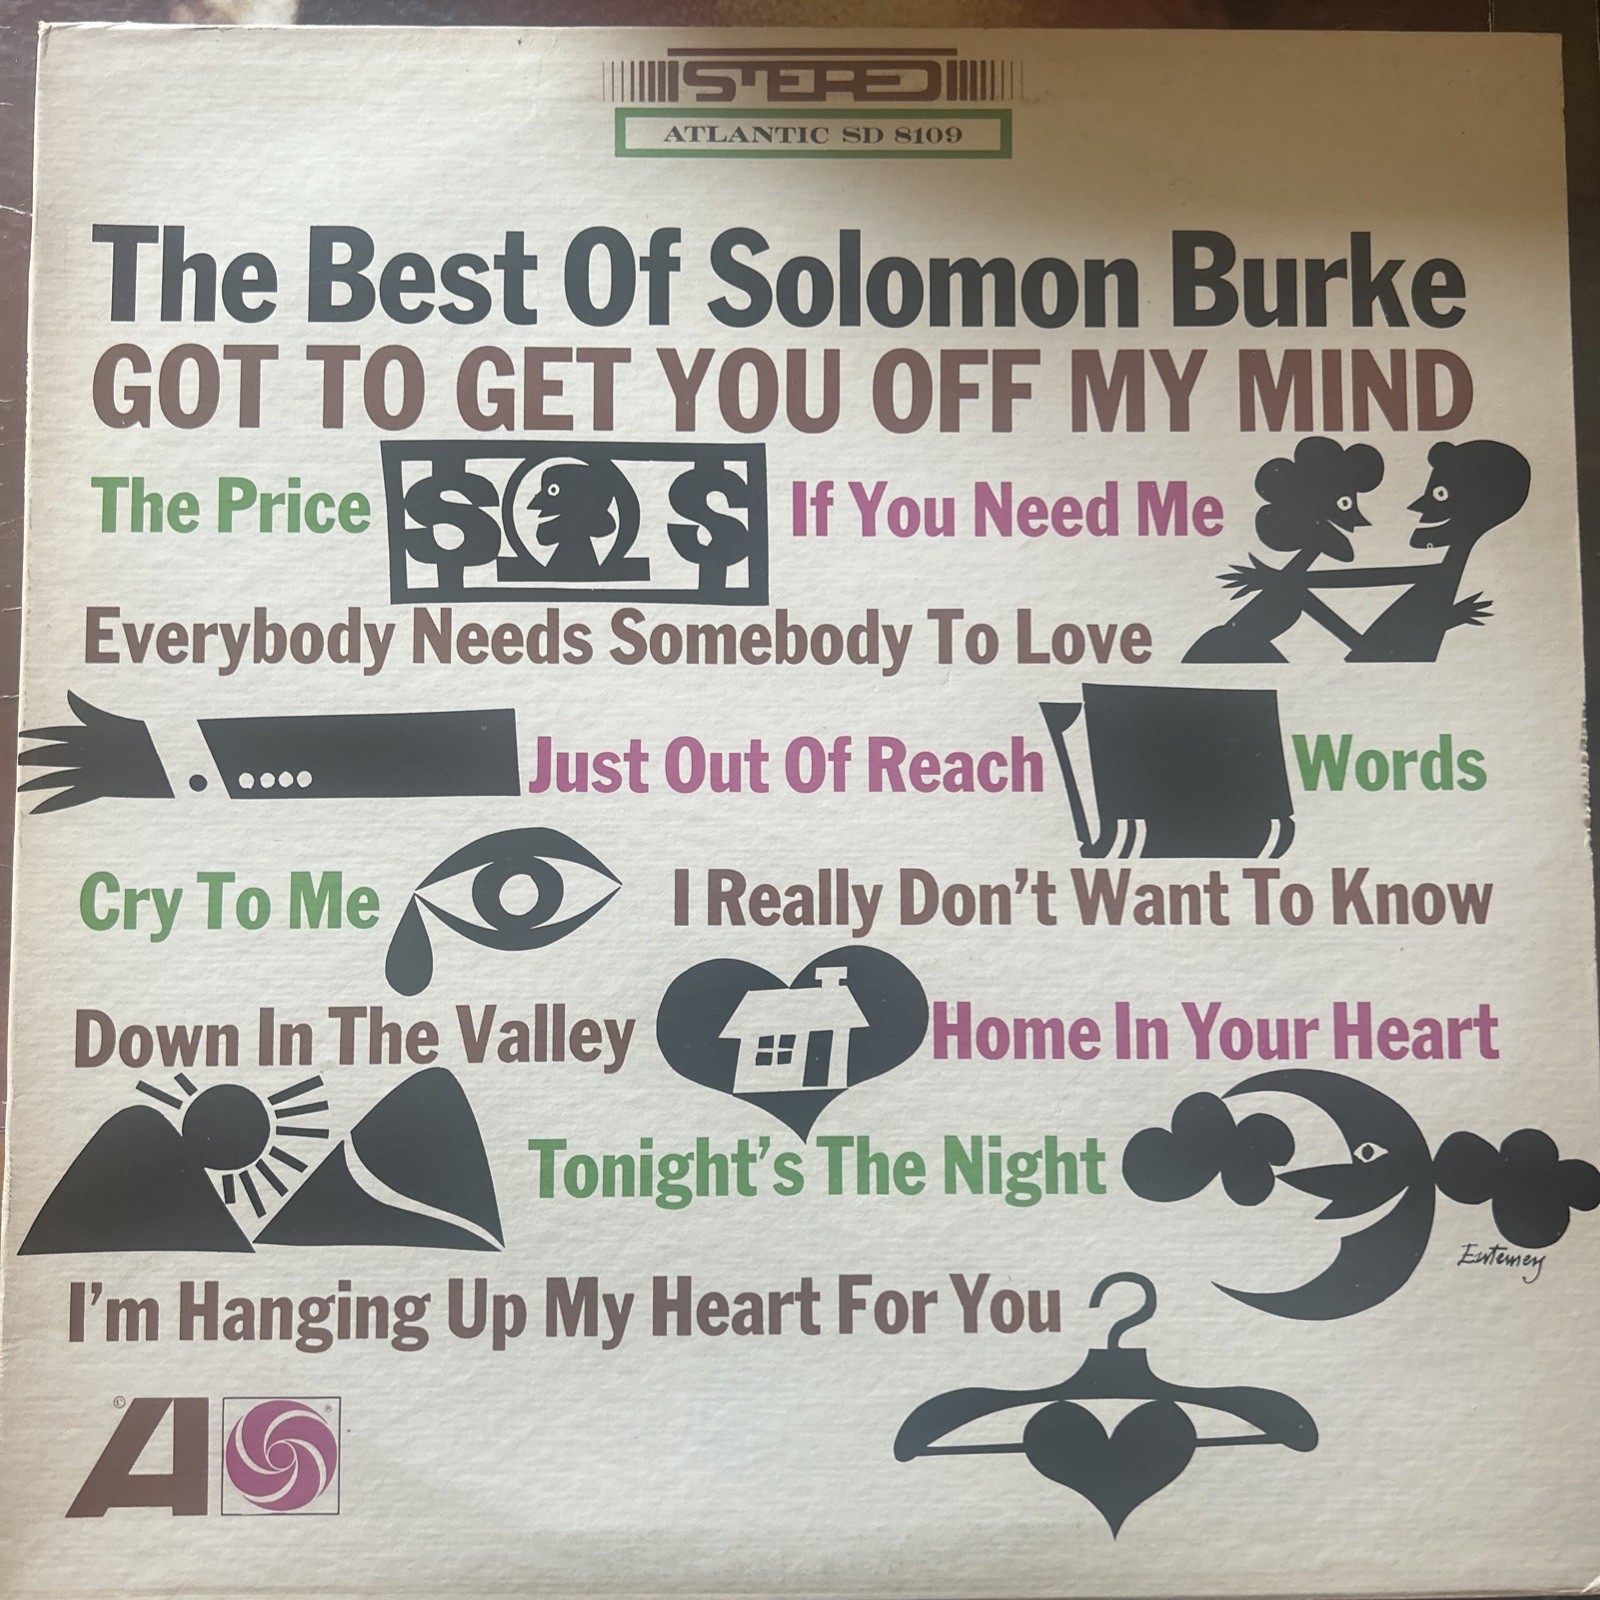 STEREO
ATLANTIC SD 8109
The Best Of Solomon Burke
GOT TO GET YOU OFF MY MIND
The Price
If You Need Me
Everybody Needs Somebody To Love
Just Out Of Reach
Words
Cry To Me
I Really Don't Want To Know
Down In The Valley
Home In Your Heart
Tonight's The Night
I'm Hanging Up My Heart For You
©
A
®